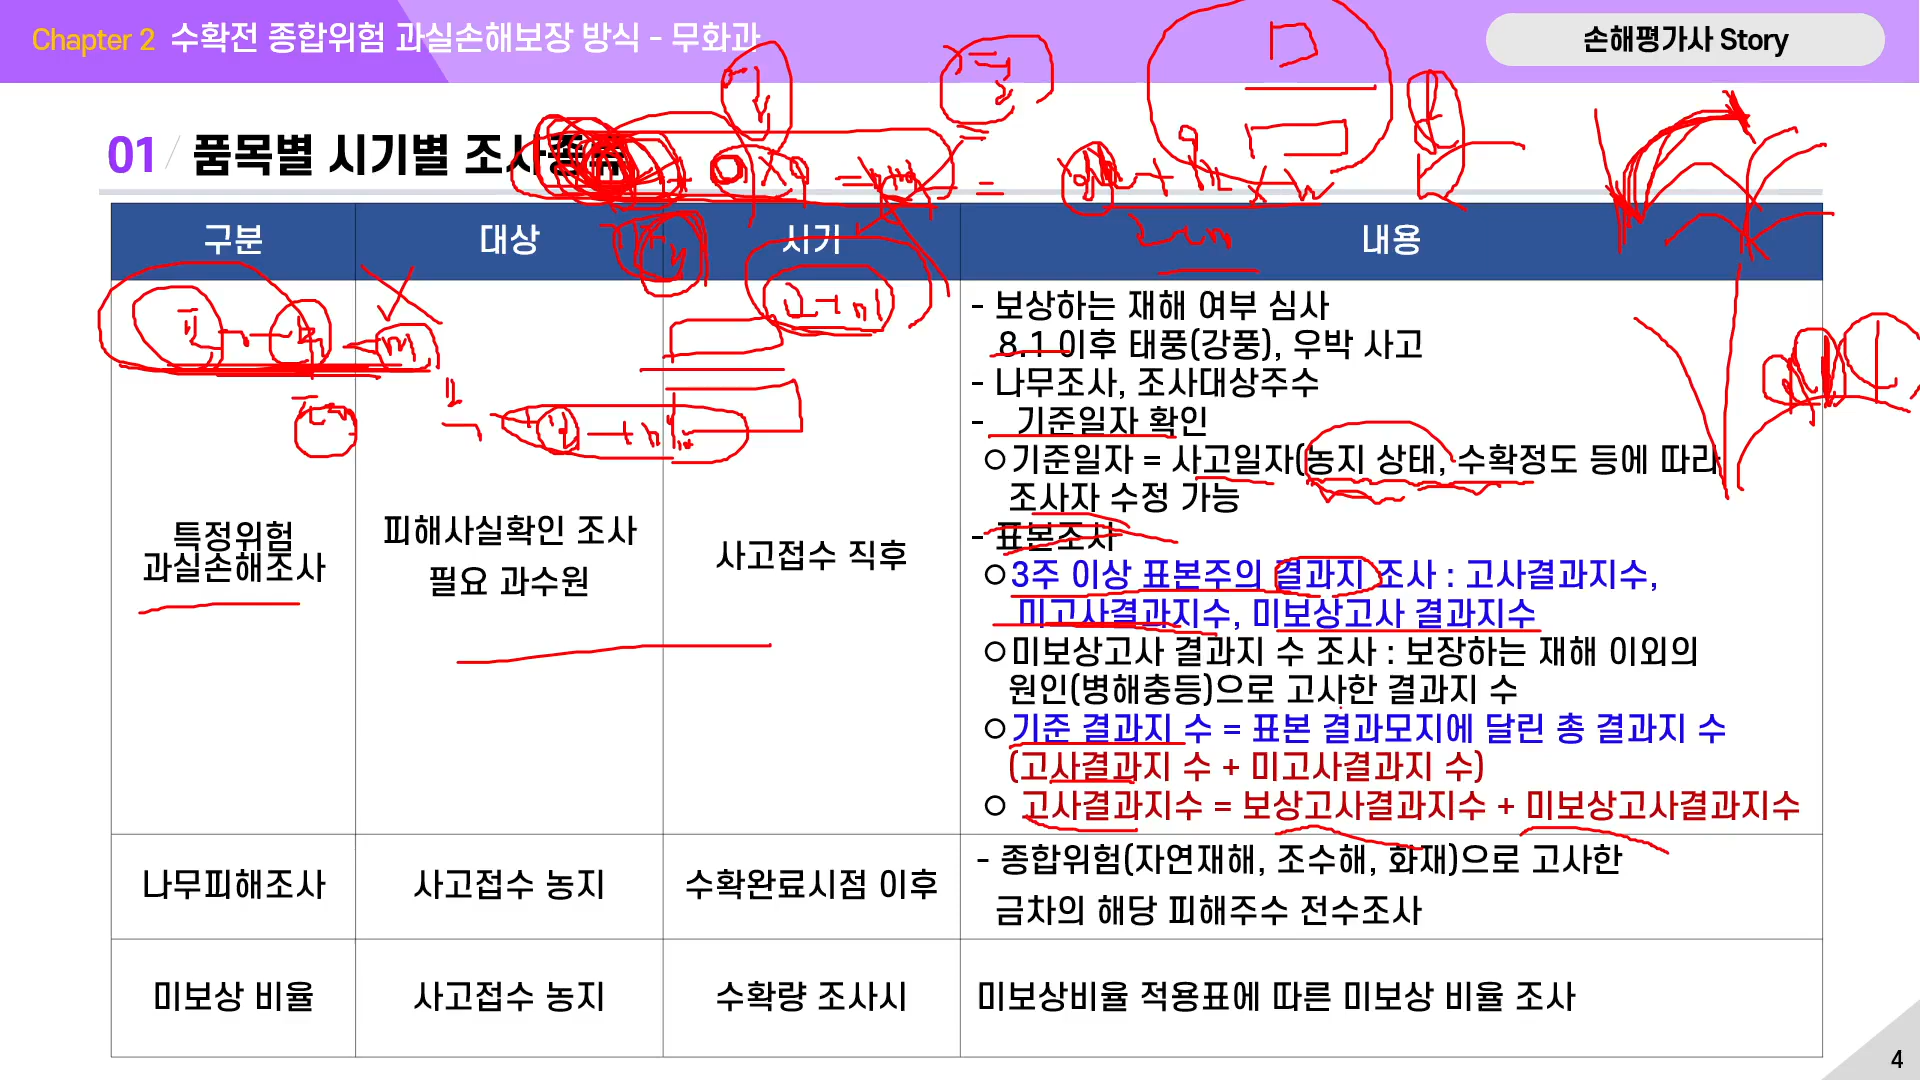 Chapter 2 수확전 종합위험 과실손해보장 방식 - 무화과
손해평가사 Story
01 품목별 시기별 조사종류
구분 대상 시기 내용
특정위험
과실손해조사
피해사실확인 조사
필요 과수원
사고접수 직후
- 보상하는 재해 여부 심사
8.1 이후 태풍(강풍), 우박 사고
- 나무조사, 조사대상주수
- 기준일자 확인
○기준일자 = 사고일자(농지 상태, 수확정도 등에 따라
조사자 수정 가능
- 표본조사
○3주 이상 표본주의 결과지 조사 : 고사결과지수,
미고사결과지수, 미보상고사 결과지수
○미보상고사 결과지 수 조사 : 보장하는 재해 이외의
원인(병해충등)으로 고사한 결과지 수
○기준 결과지 수 = 표본 결과모지에 달린 총 결과지 수
(고사결과지 수 + 미고사결과지 수)
○ 고사결과지수 = 보상고사결과지수 + 미보상고사결과지수
나무피해조사
사고접수 농지
수확완료시점 이후
- 종합위험(자연재해, 조수해, 화재)으로 고사한
금차의 해당 피해주수 전수조사
미보상 비율
사고접수 농지
수확량 조사시
미보상비율 적용표에 따른 미보상 비율 조사
4